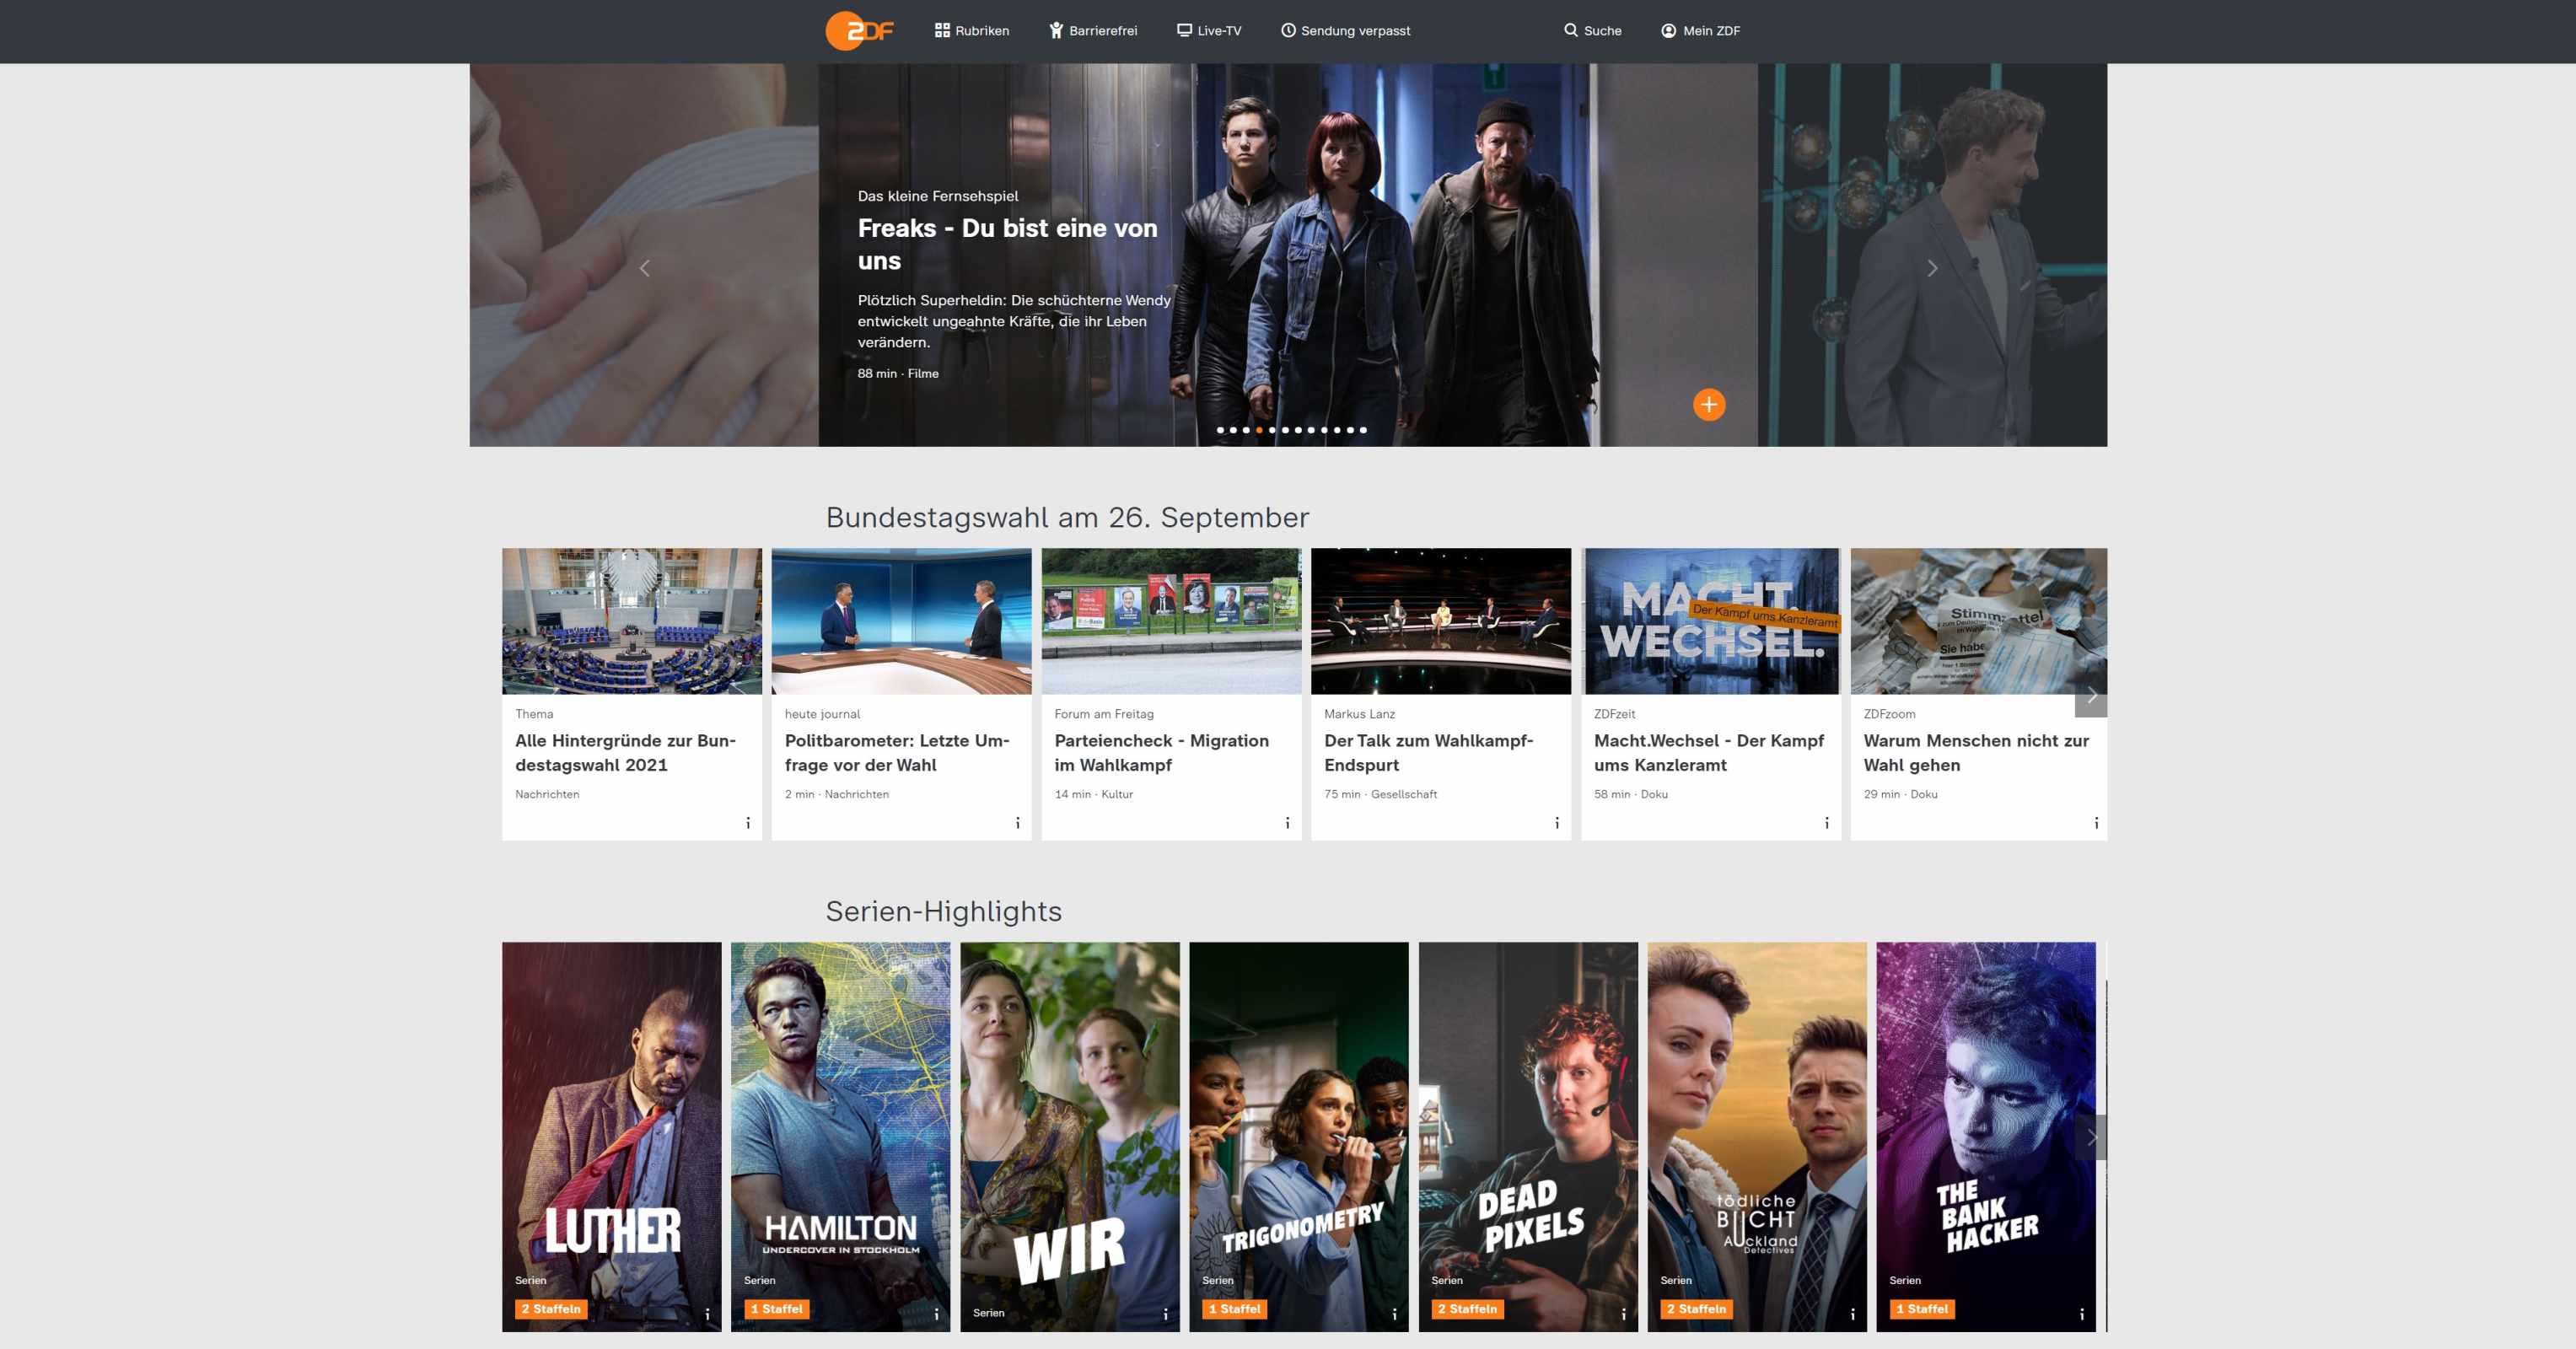 ZDF
Rubriken
Barrierefrei
Live-TV
Sendung verpasst
Suche
Mein ZDF
Das kleine Fernsehspiel
Freaks - Du bist eine von
uns
Plötzlich Superheldin: Die schüchterne Wendy
entwickelt ungeahnte Kräfte, die ihr Leben
verändern.
88 min · Filme
Bundestagswahl am 26. September
Thema
Alle Hintergründe zur Bun-
destagswahl 2021
Nachrichten
heute journal
Politbarometer: Letzte Um-
frage vor der Wahl
2 min · Nachrichten
Forum am Freitag
Parteiencheck - Migration
im Wahlkampf
14 min · Kultur
Markus Lanz
Der Talk zum Wahlkampf-
Endspurt
75 min · Gesellschaft
MACHT.
Der Kampf ums Kanzleramt
WECHSEL.
ZDFzeit
Macht.Wechsel - Der Kampf
ums Kanzleramt
58 min · Doku
Sie habe
ZDFzoom
Warum Menschen nicht zur
Wahl gehen
29 min · Doku
Serien-Highlights
LUTHER
Serien
2 Staffeln
HAMILTON
UNDERCOVER IN STOCKHOLM
Serien
1 Staffel
WIR
Serien
TRIGONOMETRY
Serien
1 Staffel
DEAD
PIXELS
Serien
2 Staffeln
tödliche
BUCHT
Auckland
Detectives
Serien
2 Staffeln
THE
BANK
HACKER
Serien
1 Staffel